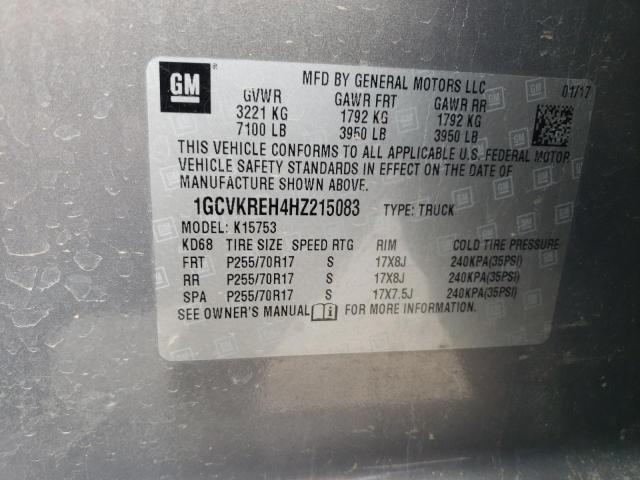 GM
MFD BY GENERAL MOTORS LLC
01/17
GVWR GAWR FRT GAWR RR
3221 KG 1792 KG 1792 KG
7100 LB 3950 LB 3950 LB
THIS VEHICLE CONFORMS TO ALL APPLICABLE U.S. FEDERAL MOTOR
VEHICLE SAFETY STANDARDS IN EFFECT ON THE DATE OF
MANUFACTURE SHOWN ABOVE.
1GCVKREH4HZ215083 TYPE: TRUCK
MODEL: K15753
KD68 TIRE SIZE SPEED RTG RIM COLD TIRE PRESSURE
FRT P255/70R17 S 17X8J 240KPA(35PSI)
RR P255/70R17 S 17X8J 240KPA(35PSI)
SPA P255/70R17 S 17X7.5J 240KPA(35PSI)
SEE OWNER'S MANUAL FOR MORE INFORMATION.